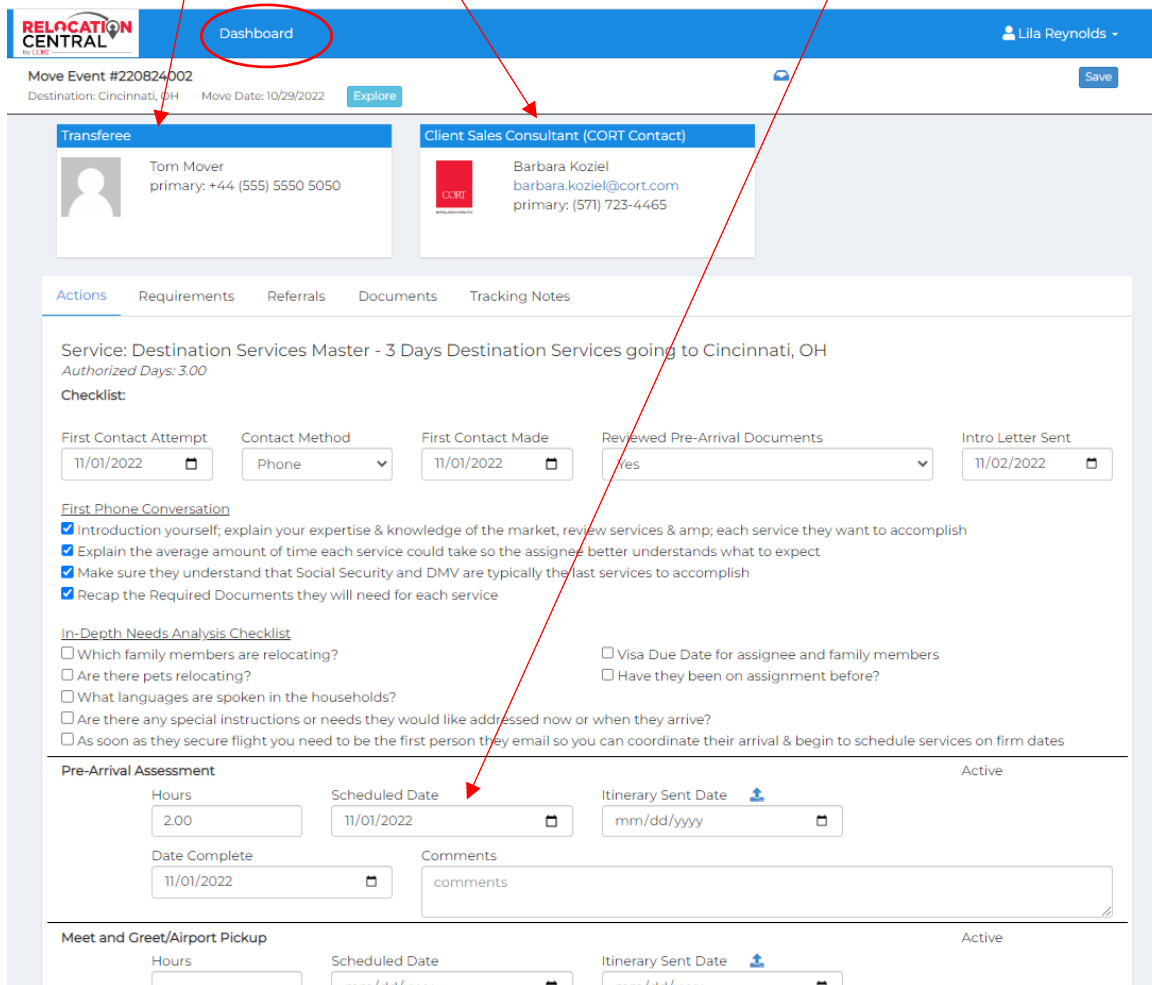 RELOCATION
CENTRAL
by CORT
Dashboard
Lila Reynolds
Move Event #220824002
Destination: Cincinnati, OH Move Date: 10/29/2022 Explore
Save
Transferee
Tom Mover
primary: +44 (555) 5550 5050
Client Sales Consultant (CORT Contact)
CORT
Barbara Koziel
barbara.koziel@cort.com
primary: (571) 723-4465
Actions Requirements Referrals Documents Tracking Notes
Service: Destination Services Master - 3 Days Destination Services going to Cincinnati, OH
Authorized Days: 3.00
Checklist:
First Contact Attempt Contact Method First Contact Made Reviewed Pre-Arrival Documents Intro Letter Sent
11/01/2022 Phone 11/01/2022 Yes 11/02/2022
First Phone Conversation
Introduction yourself; explain your expertise & knowledge of the market, review services & amp; each service they want to accomplish
Explain the average amount of time each service could take so the assignee better understands what to expect
Make sure they understand that Social Security and DMV are typically the last services to accomplish
Recap the Required Documents they will need for each service
In-Depth Needs Analysis Checklist
Which family members are relocating? Visa Due Date for assignee and family members
Are there pets relocating? Have they been on assignment before?
What languages are spoken in the households?
Are there any special instructions or needs they would like addressed now or when they arrive?
As soon as they secure flight you need to be the first person they email so you can coordinate their arrival & begin to schedule services on firm dates
Pre-Arrival Assessment Active
Hours Scheduled Date Itinerary Sent Date
2.00 11/01/2022 mm/dd/yyyy
Date Complete Comments
11/01/2022 comments
Meet and Greet/Airport Pickup Active
Hours Scheduled Date Itinerary Sent Date
mm/dd/yyyy mm/dd/yyyy